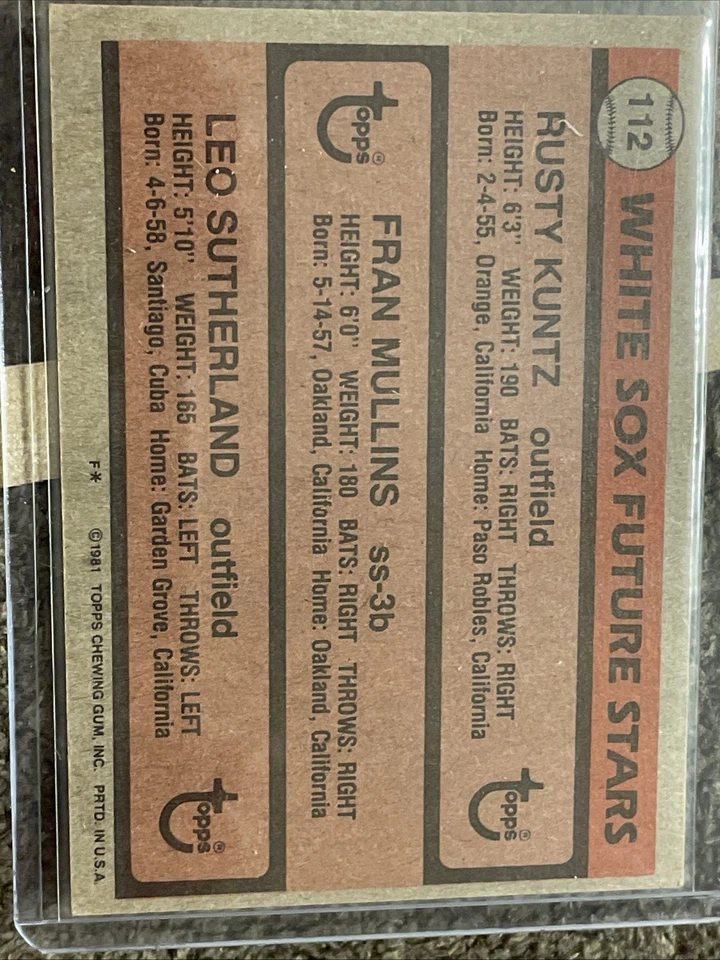 112
WHITE SOX FUTURE STARS
RUSTY KUNTZ outfield
HEIGHT: 6'3" WEIGHT: 190 BATS: RIGHT THROWS: RIGHT
Born: 2-4-55, Orange, California Home: Paso Robles, California
Topps®
Topps®
FRAN MULLINS ss-3b
HEIGHT: 6'0" WEIGHT: 180 BATS: RIGHT THROWS: RIGHT
Born: 5-14-57, Oakland, California Home: Oakland, California
LEO SUTHERLAND outfield
HEIGHT: 5'10" WEIGHT: 165 BATS: LEFT THROWS: LEFT
Born: 4-6-58, Santiago, Cuba Home: Garden Grove, California
Topps®
F* ©1981 TOPPS CHEWING GUM, INC. PRTD. IN U.S.A.